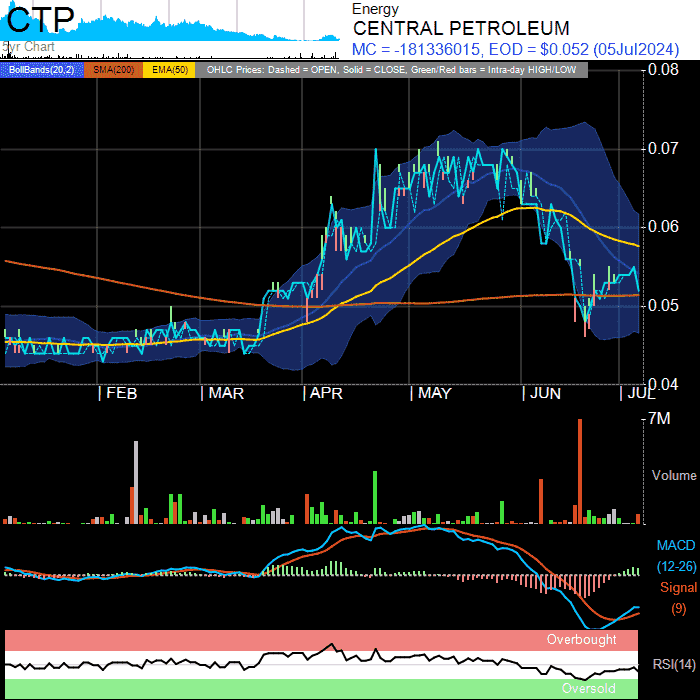 CTP
5yr Chart
Energy
CENTRAL PETROLEUM
MC = -181336015, EOD = $0.052 (05Jul2024)
BollBands(20,2) SMA(200) EMA(50) OHLC Prices: Dashed = OPEN, Solid = CLOSE, Green/Red bars = Intra-day HIGH/LOW
0.08
0.07
0.06
0.05
0.04
FEB MAR APR MAY JUN JUL
7M
Volume
MACD
(12-26)
Signal
(9)
Overbought
RSI(14)
Oversold